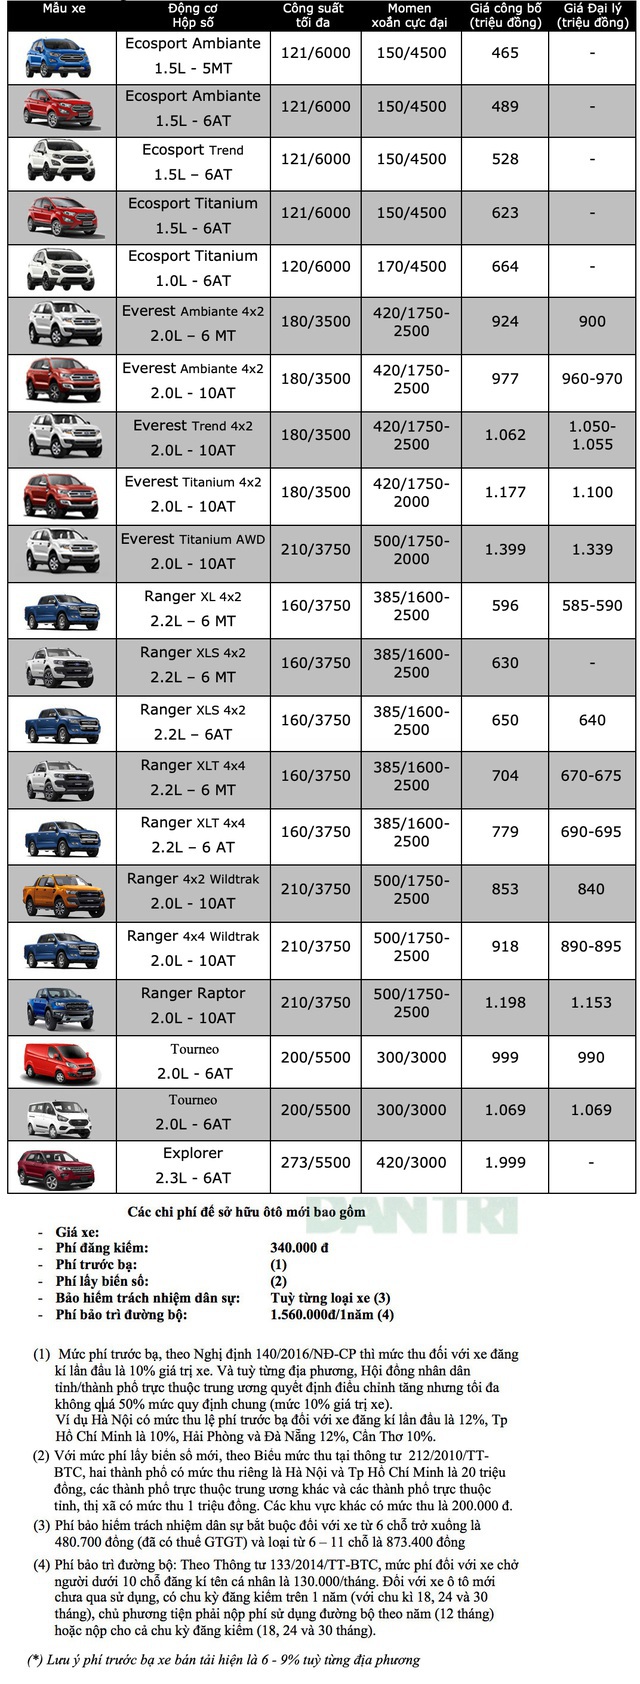 Mẫu xe Động cơ Hộp số Công suất tối đa Momen xoắn cực đại Giá công bố (triệu đồng) Giá Đại lý (triệu đồng)
Ecosport Ambiante 1.5L - 5MT 121/6000 150/4500 465 -
Ecosport Ambiante 1.5L - 6AT 121/6000 150/4500 489 -
Ecosport Trend 1.5L – 6AT 121/6000 150/4500 528 -
Ecosport Titanium 1.5L - 6AT 121/6000 150/4500 623 -
Ecosport Titanium 1.0L - 6AT 120/6000 170/4500 664 -
Everest Ambiante 4x2 2.0L – 6 MT 180/3500 420/1750-2500 924 900
Everest Ambiante 4x2 2.0L - 10AT 180/3500 420/1750-2500 977 960-970
Everest Trend 4x2 2.0L - 10AT 180/3500 420/1750-2500 1.062 1.050-1.055
Everest Titanium 4x2 2.0L - 10AT 180/3500 420/1750-2000 1.177 1.100
Everest Titanium AWD 2.0L - 10AT 210/3750 500/1750-2000 1.399 1.339
Ranger XL 4x2 2.2L – 6 MT 160/3750 385/1600-2500 596 585-590
Ranger XLS 4x2 2.2L – 6 MT 160/3750 385/1600-2500 630 -
Ranger XLS 4x2 2.2L – 6AT 160/3750 385/1600-2500 650 640
Ranger XLT 4x4 2.2L – 6 MT 160/3750 385/1600-2500 704 670-675
Ranger XLT 4x4 2.2L – 6 AT 160/3750 385/1600-2500 779 690-695
Ranger 4x2 Wildtrak 2.0L - 10AT 210/3750 500/1750-2500 853 840
Ranger 4x4 Wildtrak 2.0L - 10AT 210/3750 500/1750-2500 918 890-895
Ranger Raptor 2.0L - 10AT 210/3750 500/1750-2500 1.198 1.153
Tourneo 2.0L - 6AT 200/5500 300/3000 999 990
Tourneo 2.0L - 6AT 200/5500 300/3000 1.069 1.069
Explorer 2.3L - 6AT 273/5500 420/3000 1.999 -
DANTRI
Các chi phí để sở hữu ôtô mới bao gồm
- Giá xe:
- Phí đăng kiểm: 340.000 đ
- Phí trước bạ: (1)
- Phí lấy biển số: (2)
- Bảo hiểm trách nhiệm dân sự: Tuỳ từng loại xe (3)
- Phí bảo trì đường bộ: 1.560.000đ/1năm (4)
(1) Mức phí trước bạ, theo Nghị định 140/2016/NĐ-CP thì mức thu đối với xe đăng
kí lần đầu là 10% giá trị xe. Và tuỳ từng địa phương, Hội đồng nhân dân
tỉnh/thành phố trực thuộc trung ương quyết định điều chỉnh tăng nhưng tối đa
không quá 50% mức quy định chung (mức 10% giá trị xe).
Ví dụ Hà Nội có mức thu lệ phí trước bạ đối với xe đăng kí lần đầu là 12%, Tp
Hồ Chí Minh là 10%, Hải Phòng và Đà Nẵng 12%, Cần Thơ 10%.
(2) Với mức phí lấy biển số mới, theo Biểu mức thu tại thông tư 212/2010/TT-
BTC, hai thành phố có mức thu riêng là Hà Nội và Tp Hồ Chí Minh là 20 triệu
đồng, các thành phố trực thuộc trung ương khác và các thành phố trực thuộc
tỉnh, thị xã có mức thu 1 triệu đồng. Các khu vực khác có mức thu là 200.000 đ.
(3) Phí bảo hiểm trách nhiệm dân sự bắt buộc đối với xe từ 6 chỗ trở xuống là
480.700 đồng (đã có thuế GTGT) và loại từ 6 – 11 chỗ là 873.400 đồng
(4) Phí bảo trì đường bộ: Theo Thông tư 133/2014/TT-BTC, mức phí đối với xe chở
người dưới 10 chỗ đăng kí tên cá nhân là 130.000/tháng. Đối với xe ô tô mới
chưa qua sử dụng, có chu kỳ đăng kiểm trên 1 năm (với chu kì 18, 24 và 30
tháng), chủ phương tiện phải nộp phí sử dụng đường bộ theo năm (12 tháng)
hoặc nộp cho cả chu kỳ đăng kiểm (18, 24 và 30 tháng).
(*) Lưu ý phí trước bạ xe bán tải hiện là 6 - 9% tuỳ từng địa phương